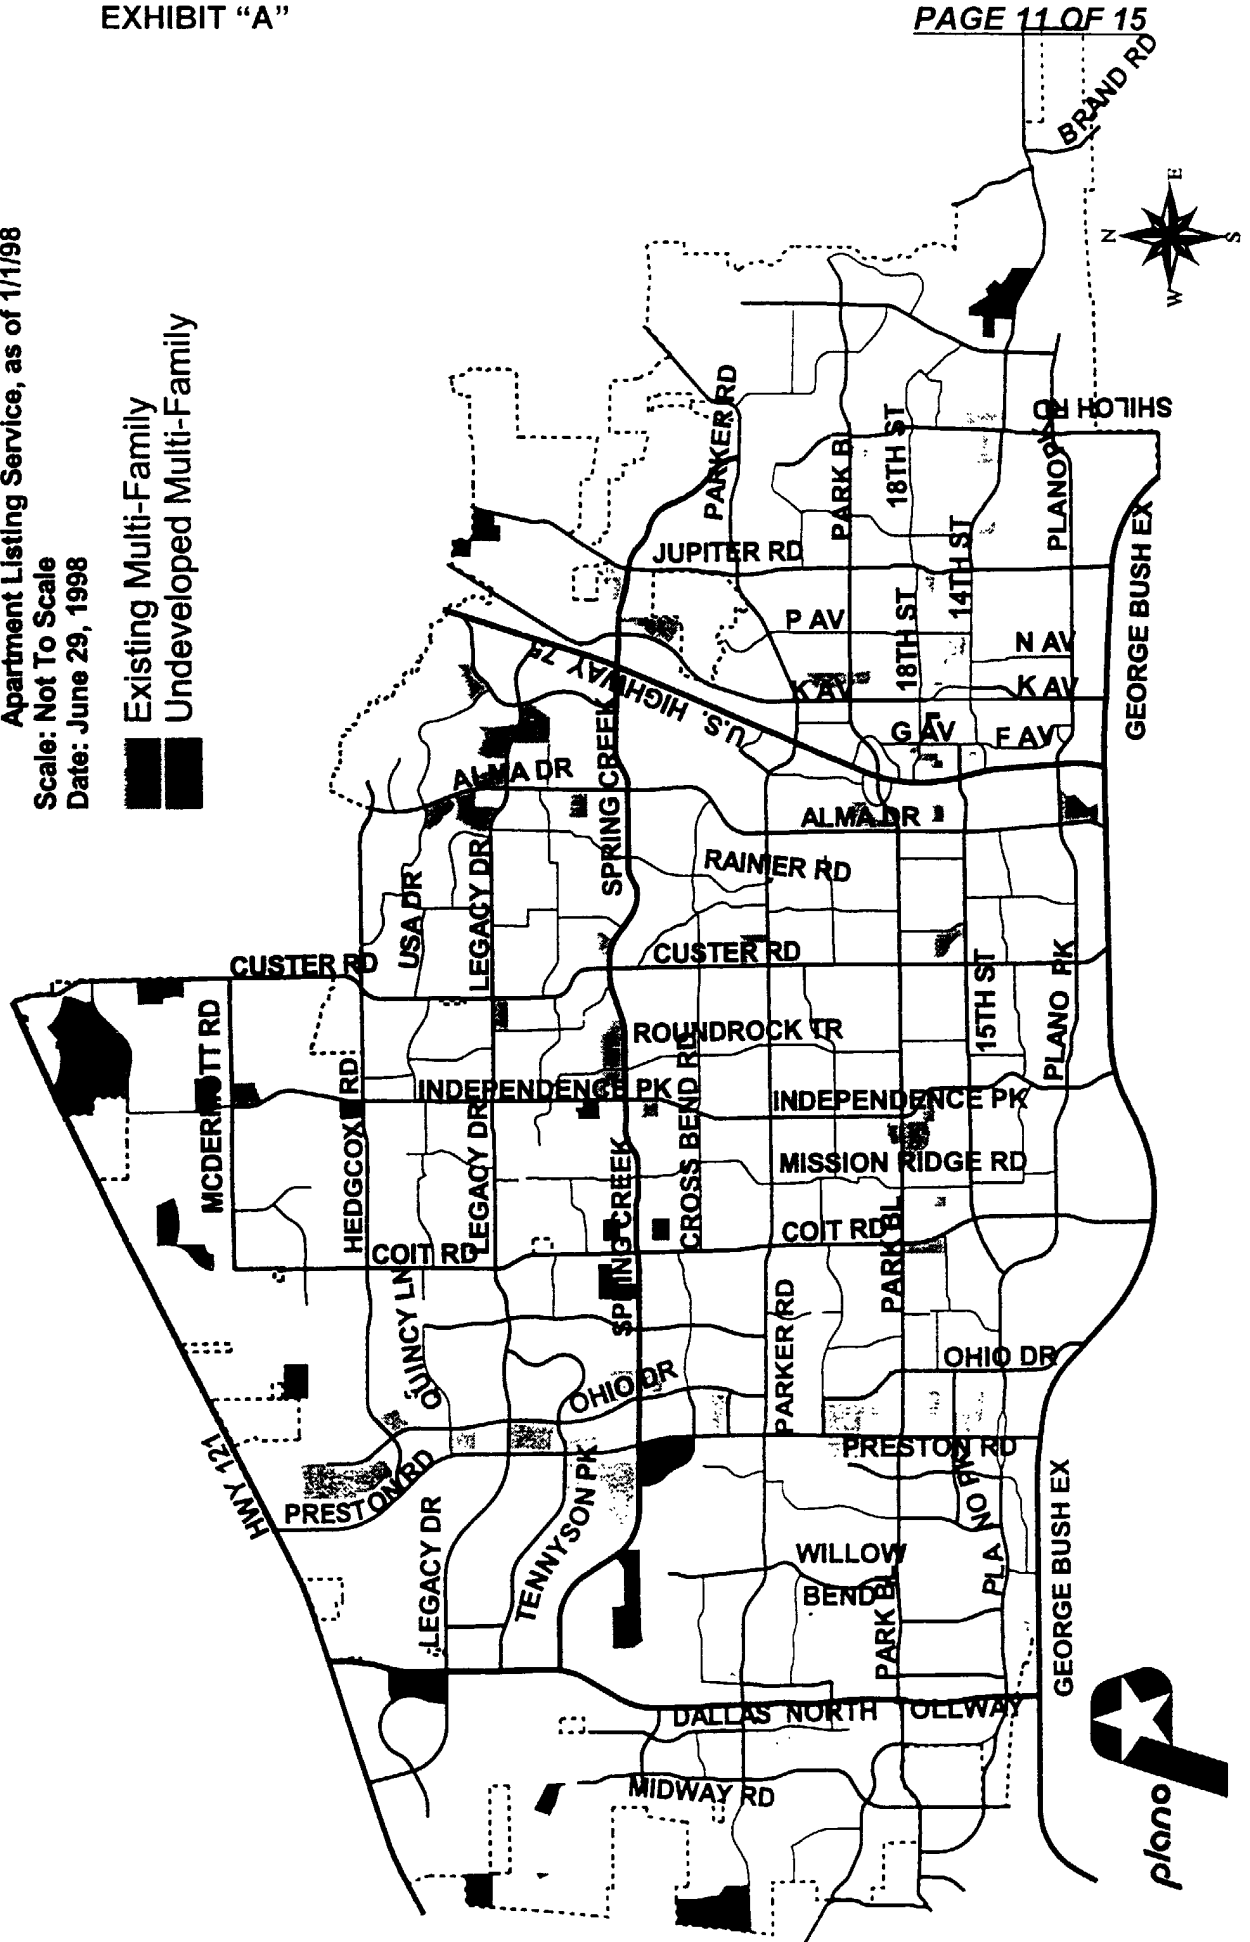 EXHIBIT “A”
PAGE 11 OF 15
Apartment Listing Service, as of 1/1/98
Scale: Not To Scale
Date: June 29, 1998
Existing Multi-Family
Undeveloped Multi-Family
BRAND RD
N
E
S
W
SHILOH RD
PARKER RD
PARK B
18TH ST
PLANO PK
JUPITER RD
14TH ST
GEORGE BUSH EX
P AV
18TH ST
N AV
U.S. HIGHWAY 75
K AV
K AV
G AV
F AV
SPRING CREEK
ALMA DR
ALMA DR
RAINIER RD
USA DR
LEGACY DR
CUSTER RD
CUSTER RD
15TH ST
PLANO PK
MCDERMOTT RD
ROUNDROCK TR
HEDGCOX RD
INDEPENDENCE PK
INDEPENDENCE PK
LEGACY DR
SPRING CREEK
CROSS BEND RD
MISSION RIDGE RD
COIT RD
COIT RD
PARK BL
QUINCY LN
PARKER RD
OHIO DR
OHIO DR
HWY 121
PRESTON RD
PRESTON RD
NO PK
LEGACY DR
TENNYSON PK
WILLOW
BEND
PARK BL
PLA
GEORGE BUSH EX
DALLAS NORTH TOLLWAY
MIDWAY RD
plano